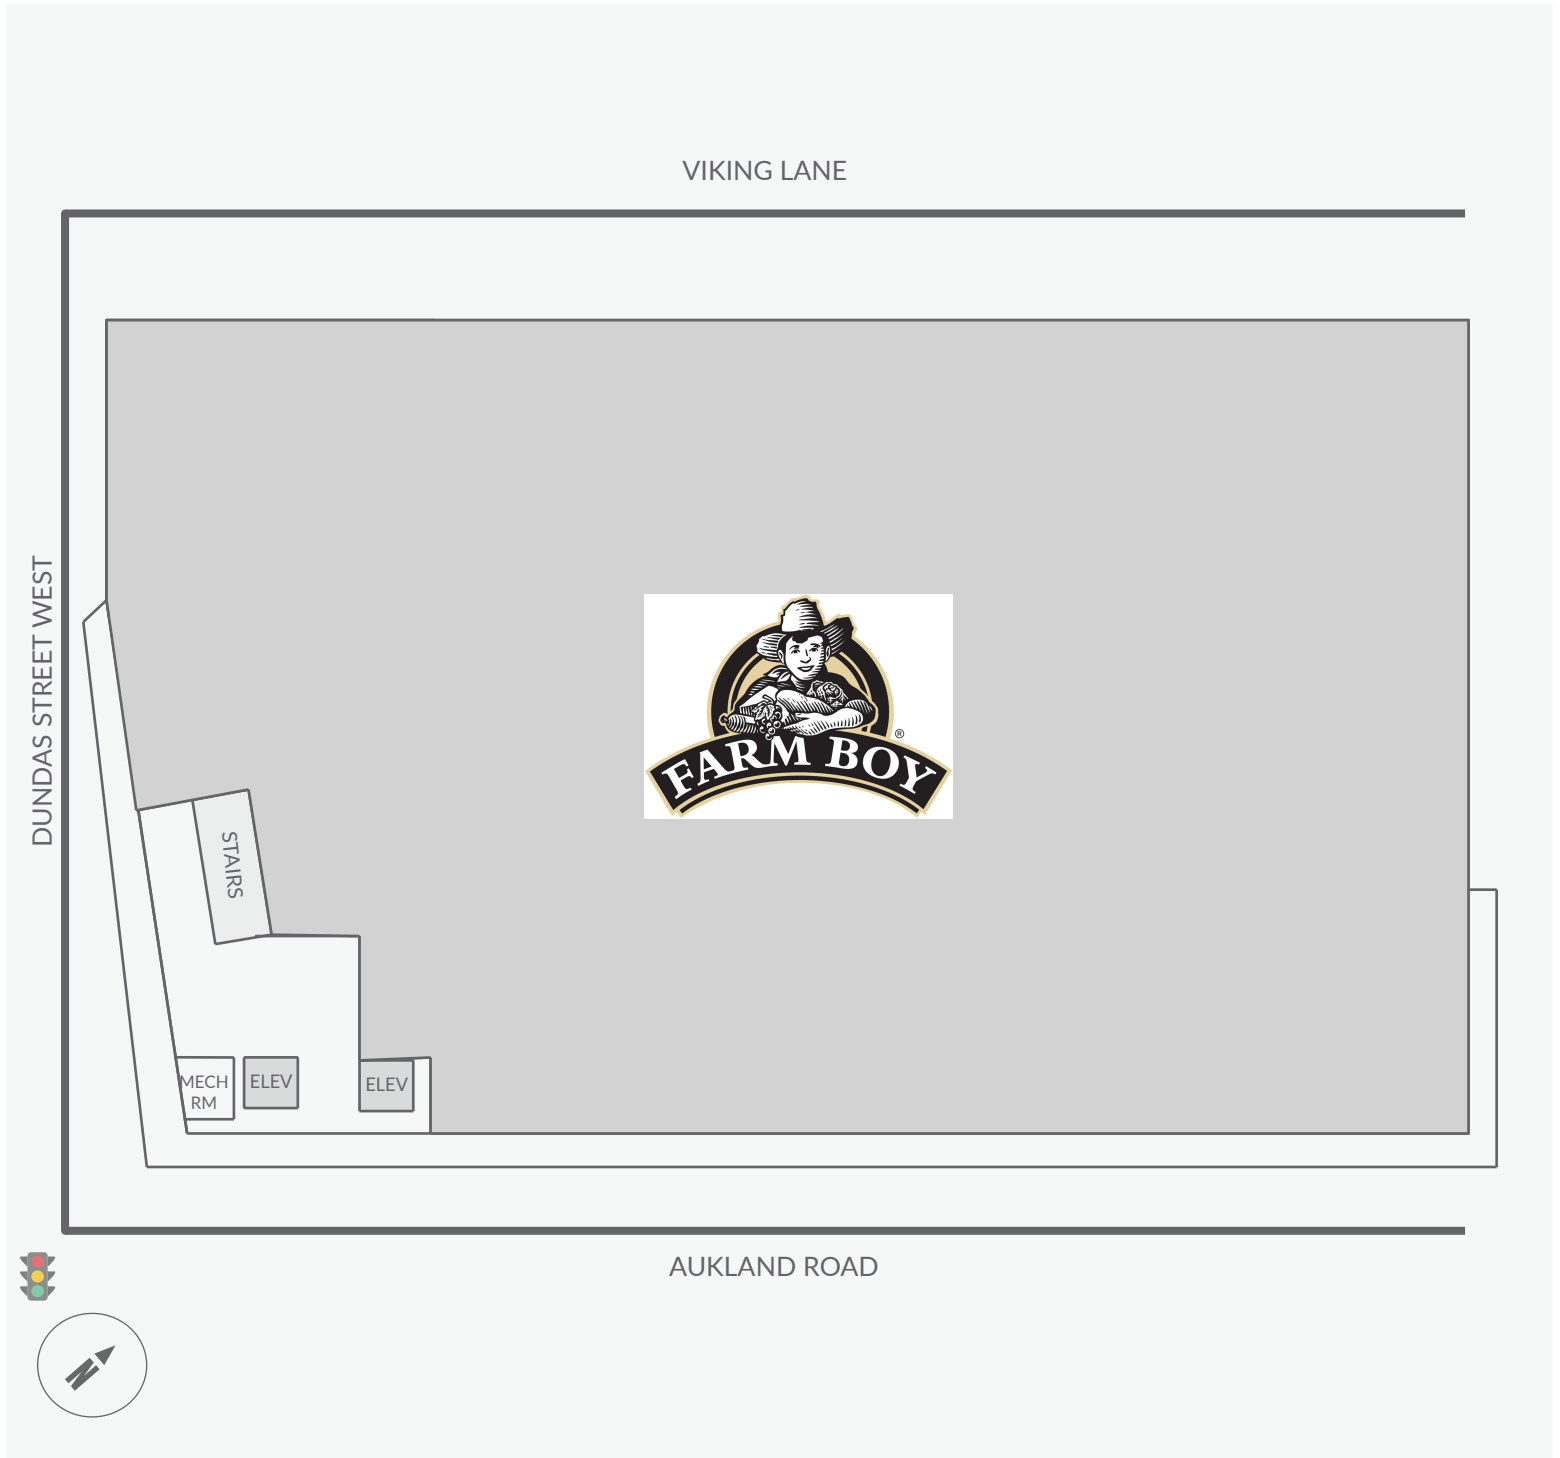 VIKING LANE
DUNDAS STREET WEST
FARM BOY
®
STAIRS
MECH
RM
ELEV
ELEV
AUKLAND ROAD
N